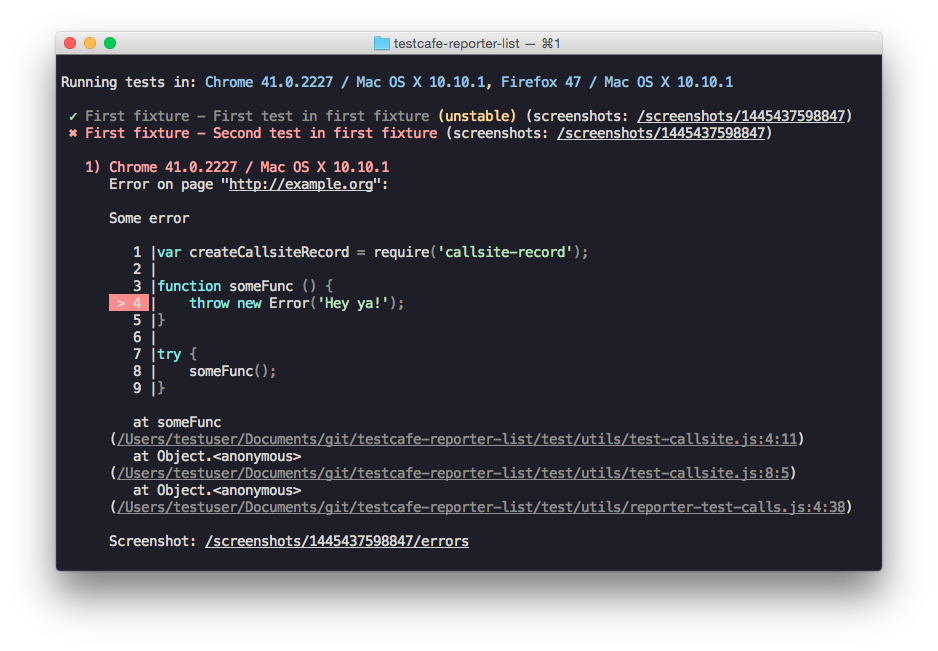 testcafe-reporter-list — ⌘1
Running tests in: Chrome 41.0.2227 / Mac OS X 10.10.1, Firefox 47 / Mac OS X 10.10.1
✓ First fixture – First test in first fixture (unstable) (screenshots: /screenshots/1445437598847)
✖ First fixture – Second test in first fixture (screenshots: /screenshots/1445437598847)
1) Chrome 41.0.2227 / Mac OS X 10.10.1
Error on page "http://example.org":
Some error
1 |var createCallsiteRecord = require('callsite-record');
2 |
3 |function someFunc () {
> 4 |    throw new Error('Hey ya!');
5 |}
6 |
7 |try {
8 |    someFunc();
9 |}
at someFunc
(/Users/testuser/Documents/git/testcafe-reporter-list/test/utils/test-callsite.js:4:11)
at Object.<anonymous>
(/Users/testuser/Documents/git/testcafe-reporter-list/test/utils/test-callsite.js:8:5)
at Object.<anonymous>
(/Users/testuser/Documents/git/testcafe-reporter-list/test/utils/reporter-test-calls.js:4:38)
Screenshot: /screenshots/1445437598847/errors